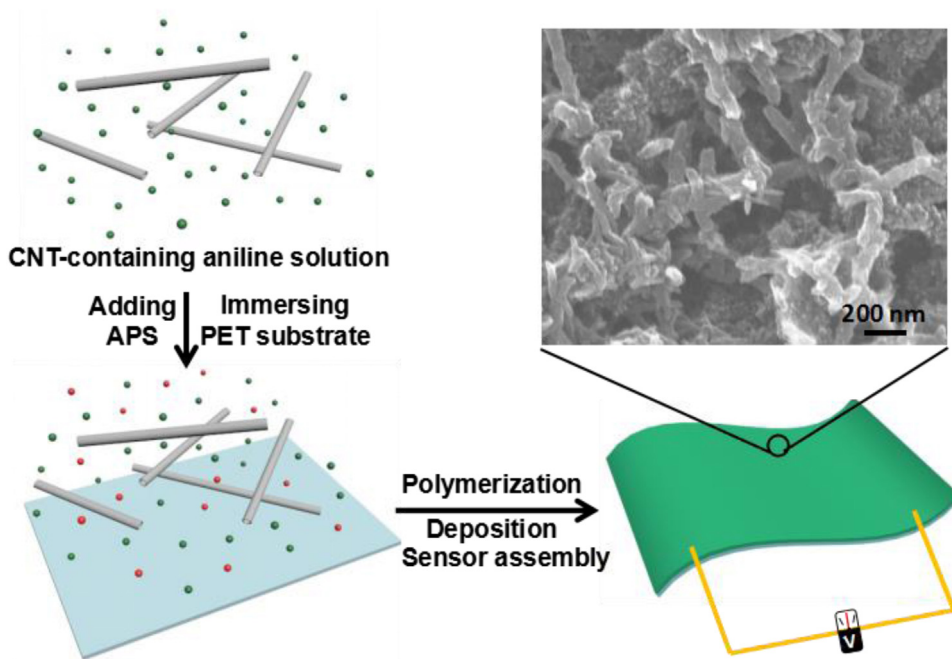 CNT-containing aniline solution
Adding
APS
Immersing
PET substrate
200 nm
Polymerization
Deposition
Sensor assembly
V